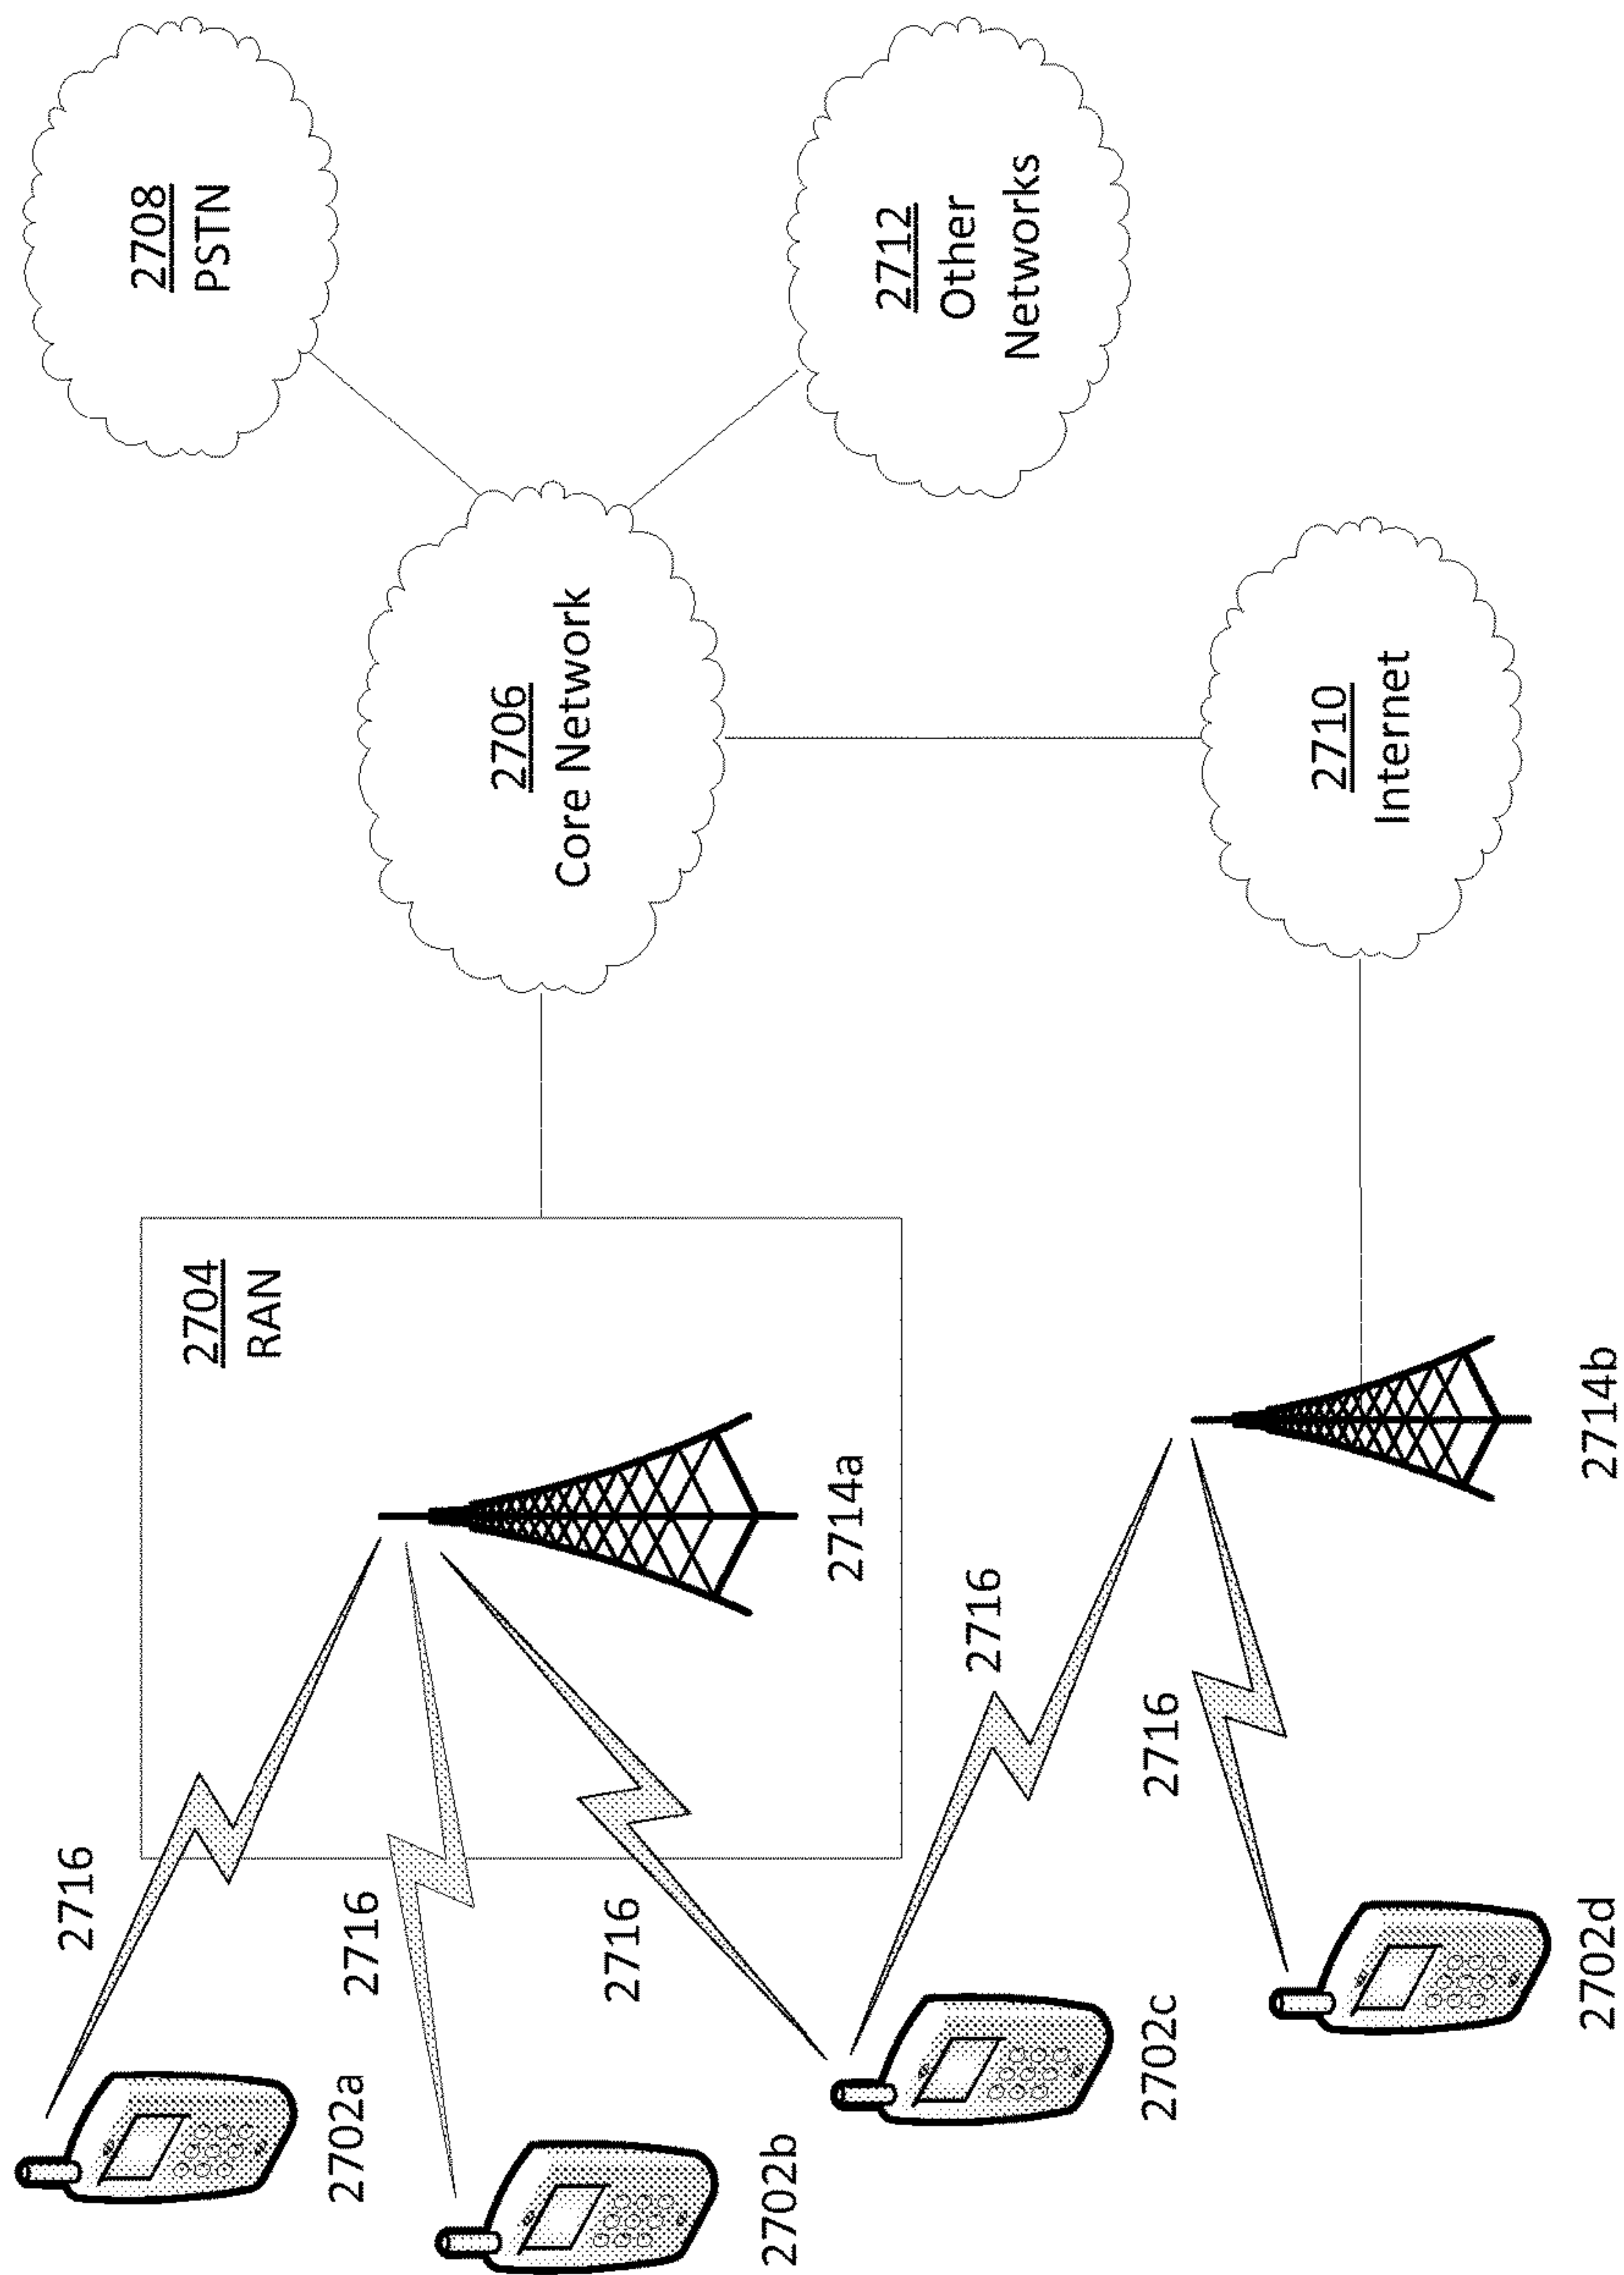 2708
PSTN
2706
Core Network
2712
Other
Networks
2710
Internet
2704
RAN
2714a
2714b
2716
2716
2716
2716
2716
2702a
2702b
2702c
2702d